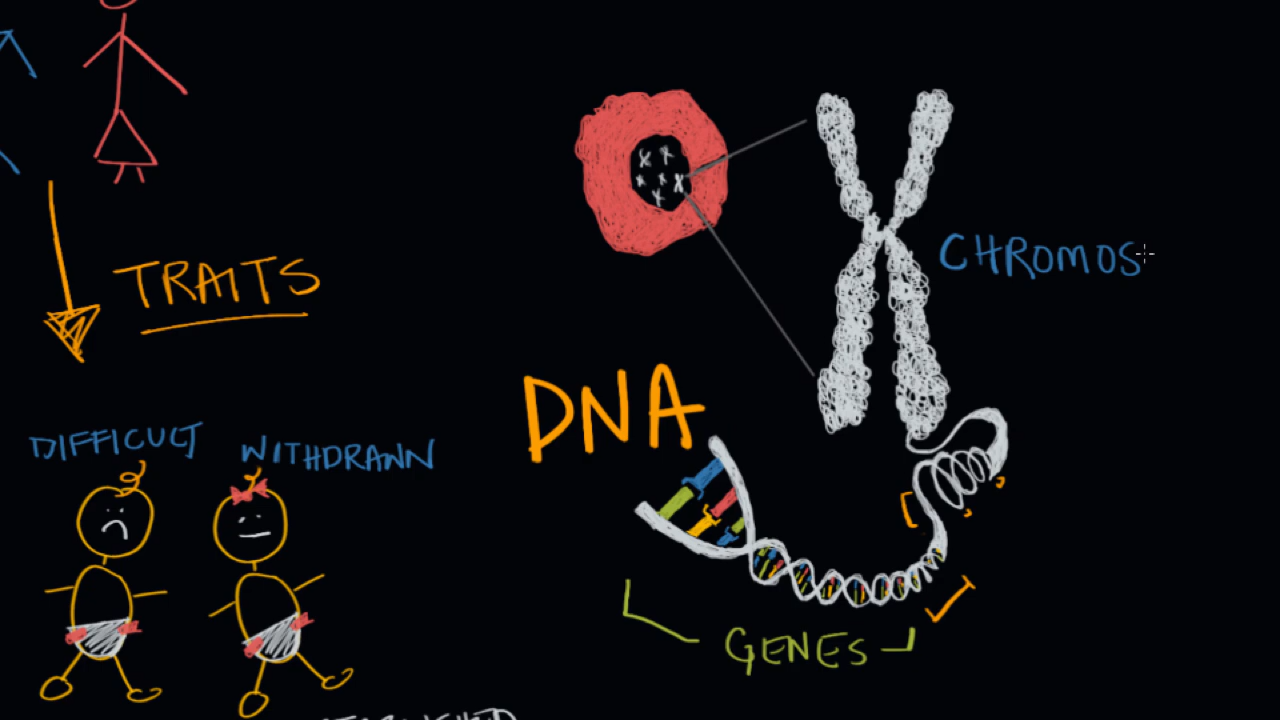 CHROMOS
TRAITS
DNA
DIFFICULT
WITHDRAWN
GENES